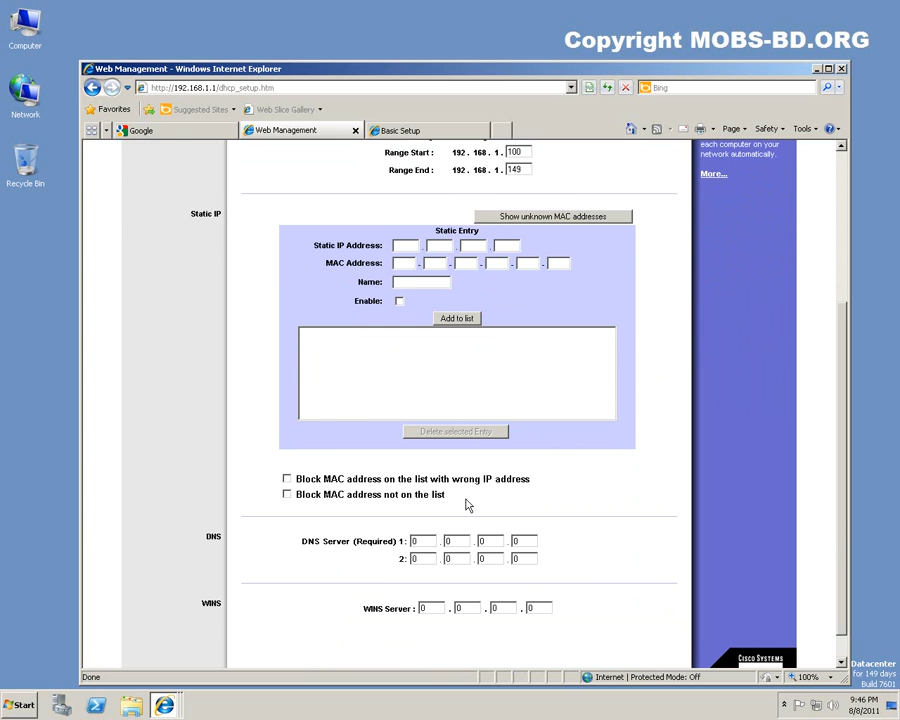 Computer
Network
Recycle Bin
Copyright MOBS-BD.ORG
Web Management - Windows Internet Explorer
http://192.168.1.1/dhcp_setup.htm
Bing
Favorites
Suggested Sites
Web Slice Gallery
Google
Web Management
Basic Setup
Page
Safety
Tools
Range Start : 192 . 168 . 1 . 100
Range End : 192 . 168 . 1 . 149
each computer on your
network automatically.
More...
Static IP
Show unknown MAC addresses
Static Entry
Static IP Address: . . .
MAC Address: - - - - -
Name:
Enable:
Add to list
Delete selected Entry
Block MAC address on the list with wrong IP address
Block MAC address not on the list
DNS
DNS Server (Required) 1: 0 . 0 . 0 . 0
2: 0 . 0 . 0 . 0
WINS
WINS Server : 0 . 0 . 0 . 0
CISCO SYSTEMS
Done
Internet | Protected Mode: Off
100%
Datacenter
for 149 days
Build 7601
Start
9:46 PM
8/8/2011